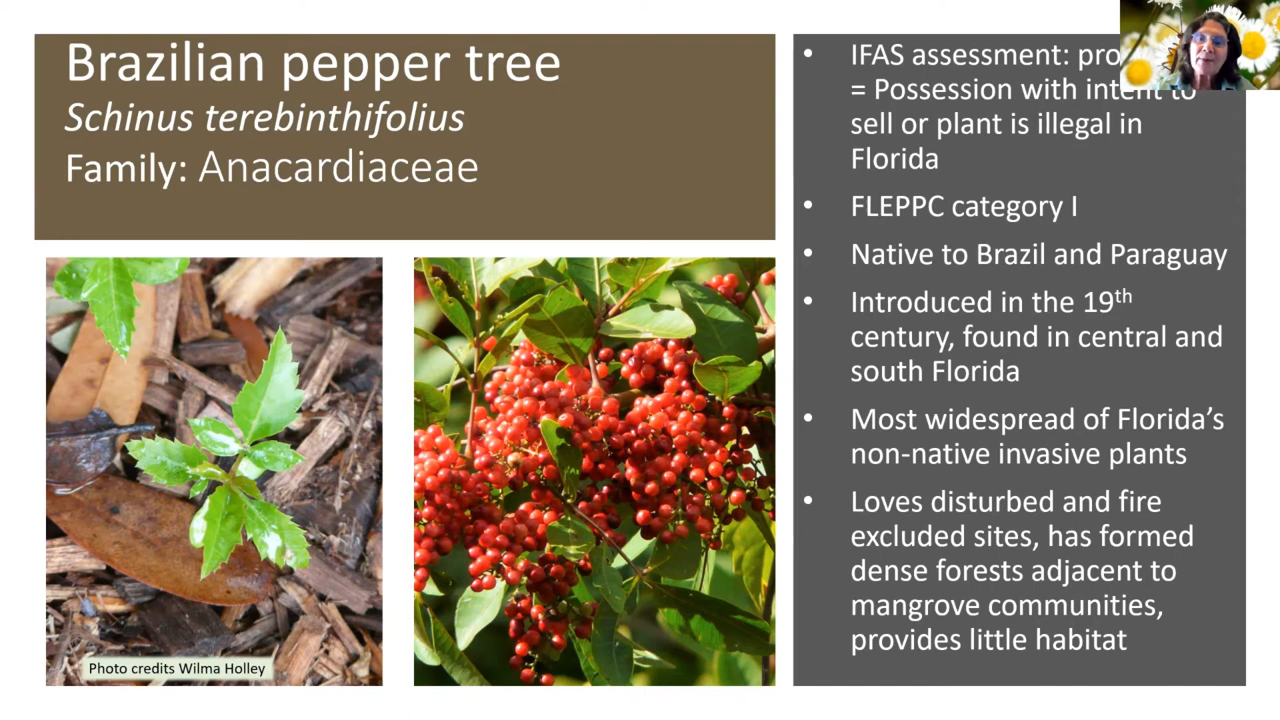 Brazilian pepper tree
Schinus terebinthifolius
Family: Anacardiaceae
• IFAS assessment:
= Possession with intent to
sell or plant is illegal in
Florida
• FLEPPC category I
• Native to Brazil and Paraguay
• Introduced in the 19th
century, found in central and
south Florida
• Most widespread of Florida's
non-native invasive plants
• Loves disturbed and fire
excluded sites, has formed
dense forests adjacent to
mangrove communities,
provides little habitat
Photo credits Wilma Holley